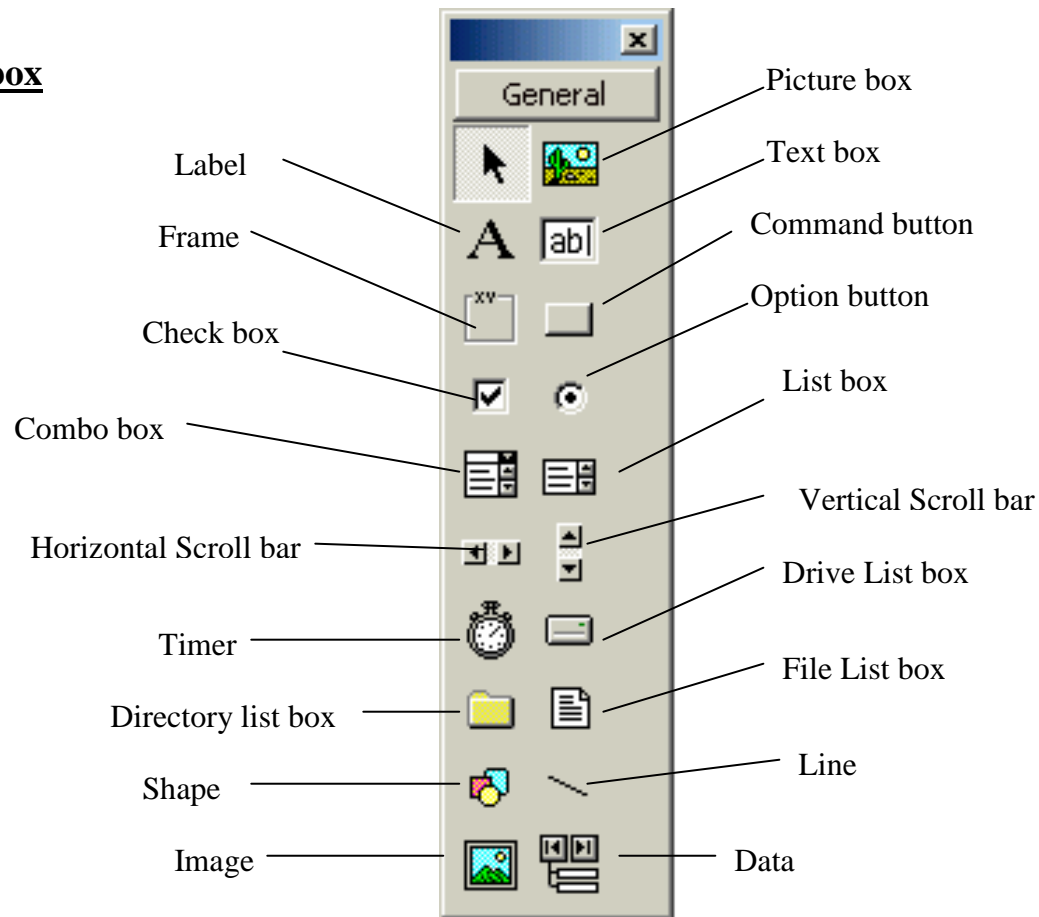 box
General
Picture box
Label
Text box
Frame
Command button
Check box
Option button
Combo box
List box
Horizontal Scroll bar
Vertical Scroll bar
Timer
Drive List box
Directory list box
File List box
Shape
Line
Image
Data
A
abl
xv